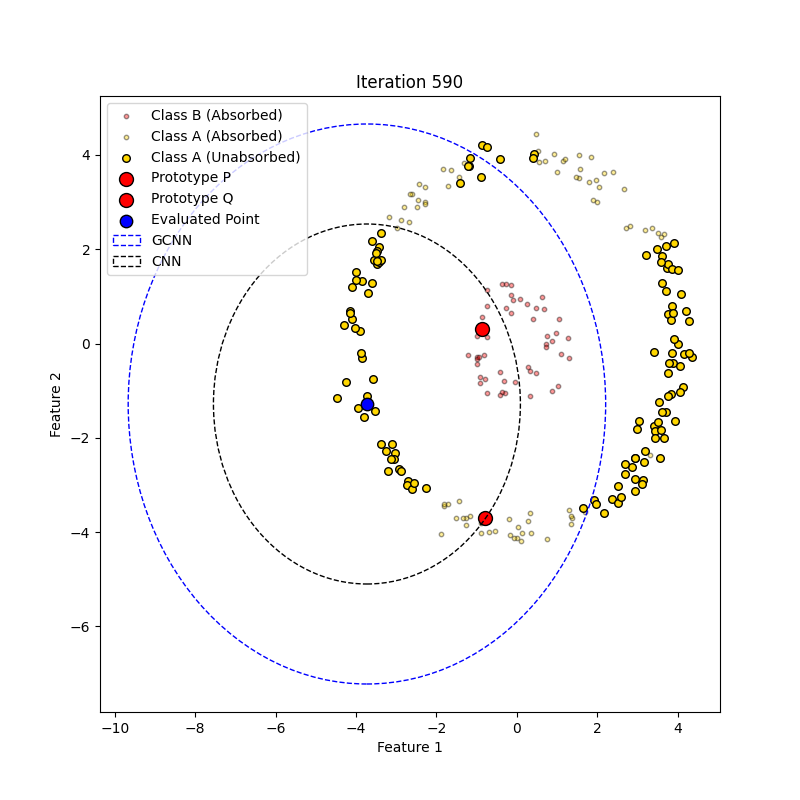 Iteration 590
Class B (Absorbed)
Class A (Absorbed)
Class A (Unabsorbed)
Prototype P
Prototype Q
Evaluated Point
GCNN
CNN
4
2
0
−2
−4
−6
Feature 2
−10
−8
−6
−4
−2
0
2
4
Feature 1